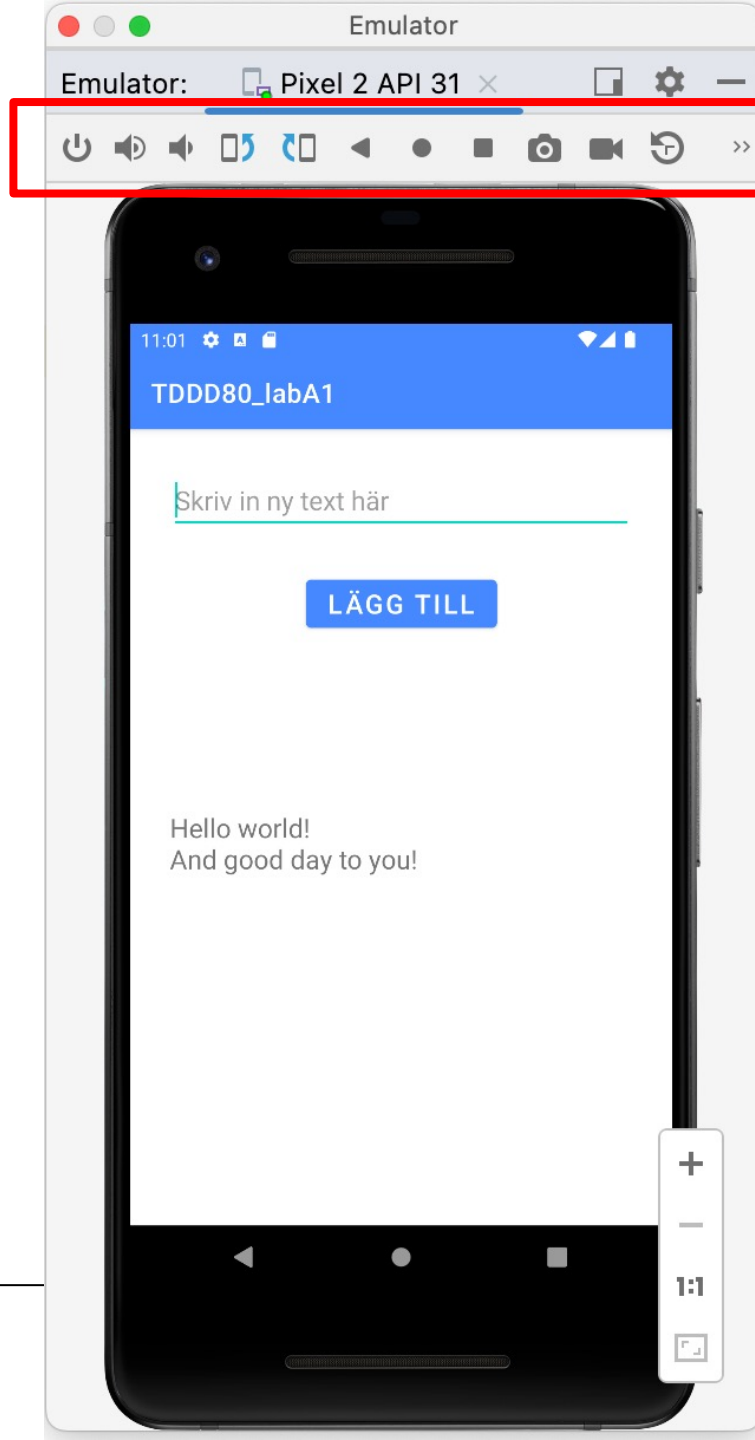 Emulator
Emulator: Pixel 2 API 31
11:01
TDDD80_labA1
Skriv in ny text här
LÄGG TILL
Hello world!
And good day to you!
1:1